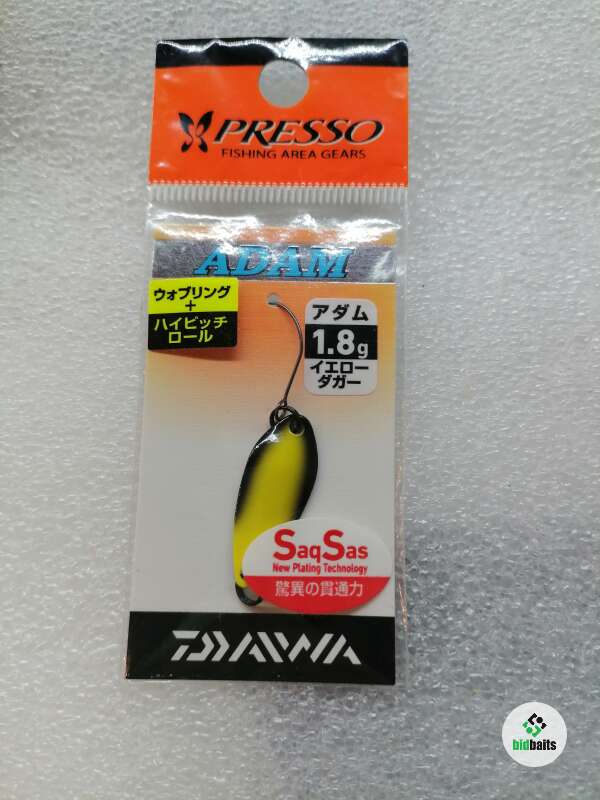 PRESSO
FISHING AREA GEARS
ADAM
ウォブリング
+
ハイピッチ
ロール
アダム
1.8g
イエロー
ダガー
SaqSas
New Plating Technology
驚異の貫通力
DAIWA
bidbaits